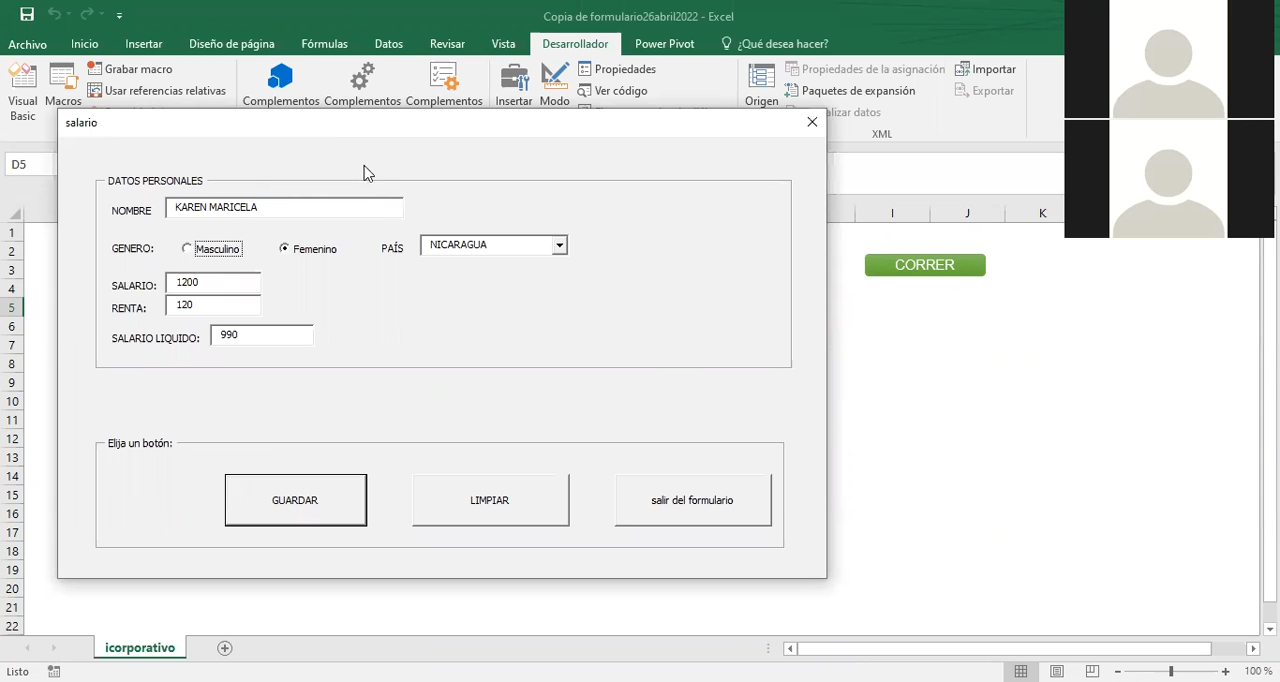 Copia de formulario26abril2022 - Excel
Archivo Inicio Insertar Diseño de página Fórmulas Datos Revisar Vista Desarrollador Power Pivot ¿Qué desea hacer?
Visual Basic
Macros
Grabar macro
Usar referencias relativas
Complementos Complementos Complementos
Insertar
Modo
Propiedades
Ver código
Origen
Propiedades de la asignación
Paquetes de expansión
alizar datos
Importar
Exportar
XML
D5
salario
DATOS PERSONALES
NOMBRE KAREN MARICELA
GENERO: Masculino Femenino PAÍS NICARAGUA
SALARIO: 1200
RENTA: 120
SALARIO LIQUIDO: 990
Elija un botón:
GUARDAR LIMPIAR salir del formulario
I J K
CORRER
1
2
3
4
5
6
7
8
9
10
11
12
13
14
15
16
17
18
19
20
21
22
icorporativo
Listo
100 %